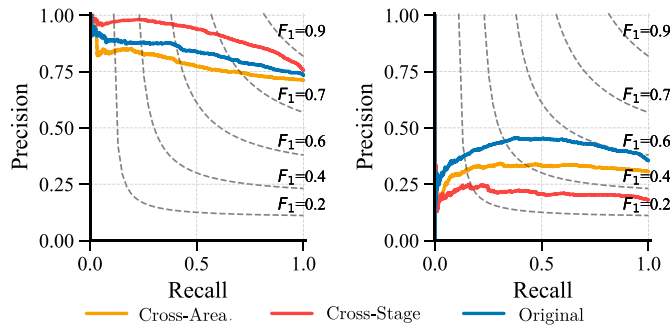 1.00
0.75
0.50
0.25
0.00
Precision
0.0
0.5
1.0
Recall
F1=0.9
F1=0.7
F1=0.6
F1=0.4
F1=0.2
1.00
0.75
0.50
0.25
0.00
Precision
0.0
0.5
1.0
Recall
F1=0.9
F1=0.7
F1=0.6
F1=0.4
F1=0.2
Cross-Area.
Cross-Stage
Original